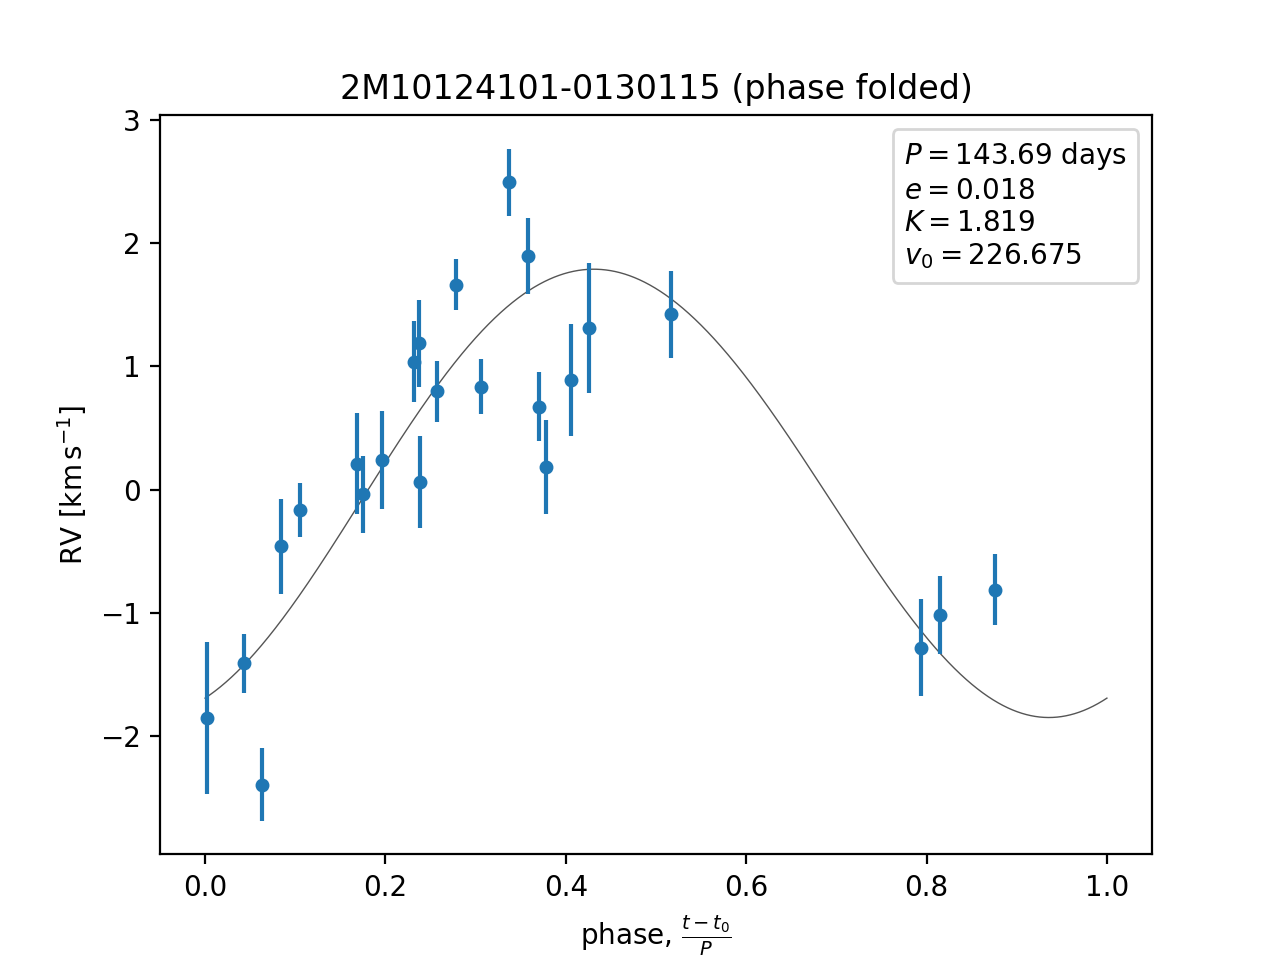 2M10124101-0130115 (phase folded)
P = 143.69 days
e = 0.018
K = 1.819
v₀ = 226.675
3
2
1
0
−1
−2
RV [km s⁻¹]
0.0 0.2 0.4 0.6 0.8 1.0
phase, (t − t₀)/P